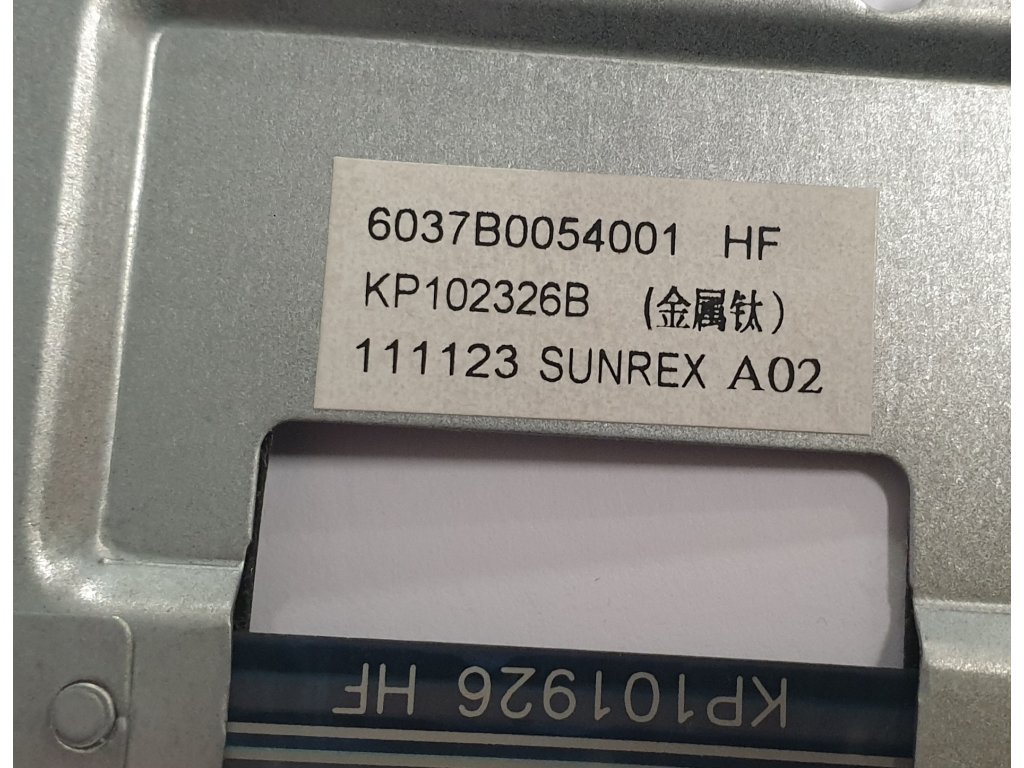 6037B0054001 HF
KP102326B (金属钛)
111123 SUNREX A02
KP101926 HF